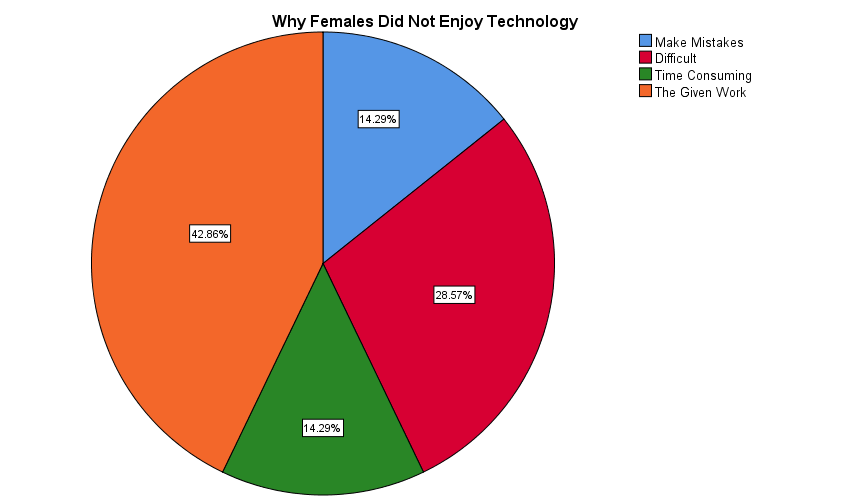 Why Females Did Not Enjoy Technology
Make Mistakes
Difficult
Time Consuming
The Given Work
14.29%
42.86%
28.57%
14.29%